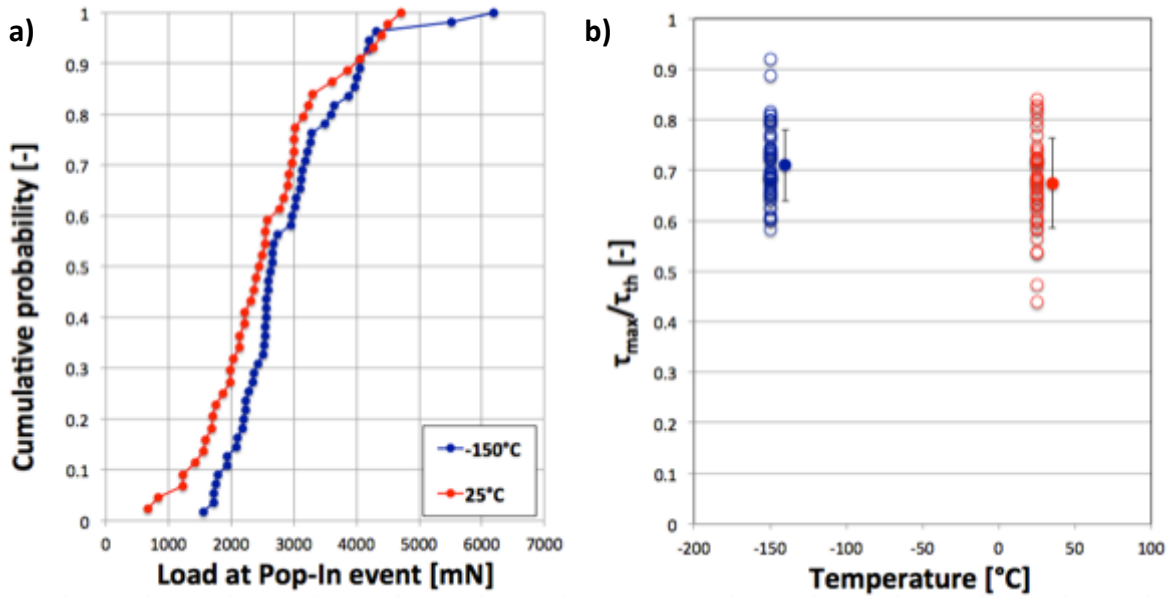 a)
Cumulative probability [-]
1
0.9
0.8
0.7
0.6
0.5
0.4
0.3
0.2
0.1
0
-150°C
25°C
0 1000 2000 3000 4000 5000 6000 7000
Load at Pop-In event [mN]
b)
τmax/τth [-]
1
0.9
0.8
0.7
0.6
0.5
0.4
0.3
0.2
0.1
0
-200 -150 -100 -50 0 50 100
Temperature [°C]